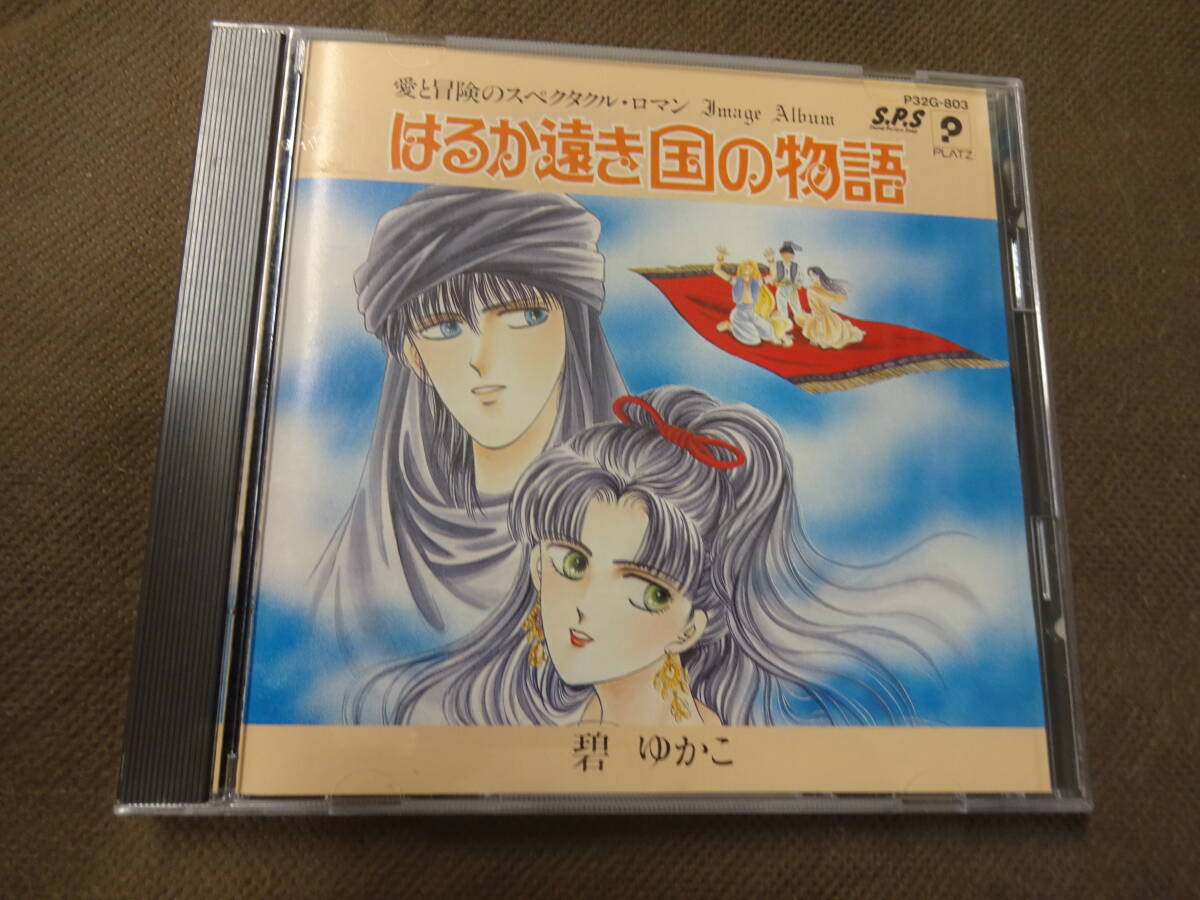 愛と冒険のスペクタクル・ロマン Image Album
P32G-803
S.P.S
PLATZ
はるか遠き国の物語
碧 ゆかこ